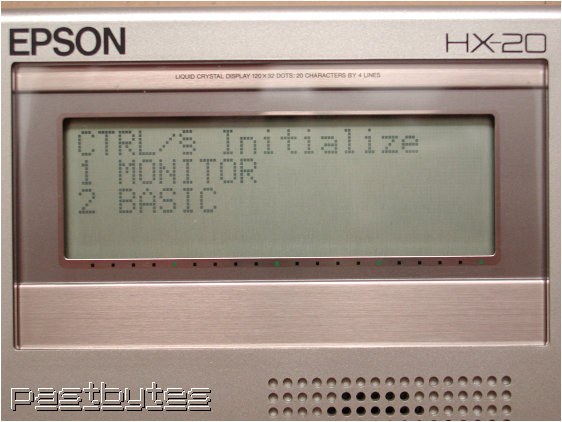 EPSON HX-20
LIQUID CRYSTAL DISPLAY 120×32 DOTS: 20 CHARACTERS BY 4 LINES
CTRL/@ Initialize
1 MONITOR
2 BASIC
pastbytes